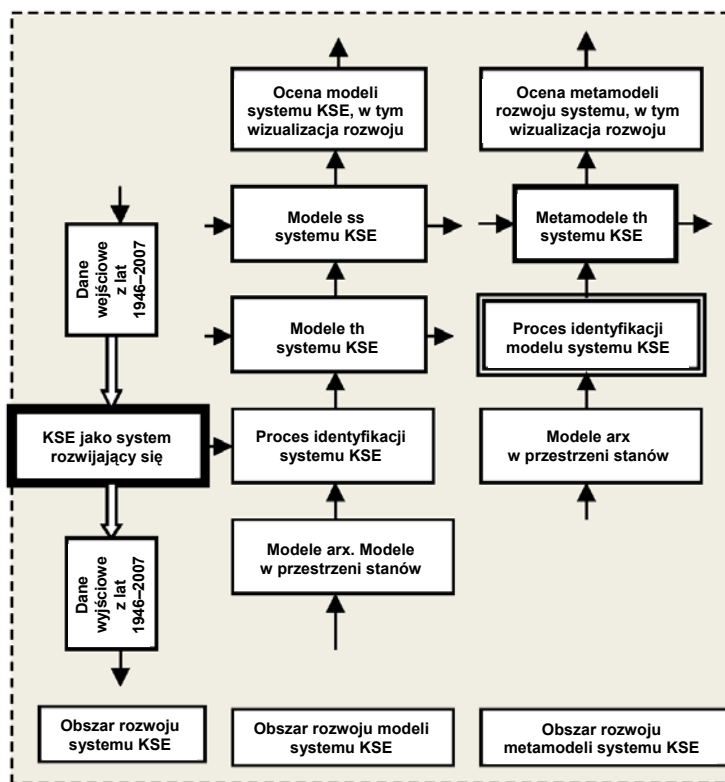 Dane
wejściowe
z lat
1946–2007
KSE jako system
rozwijający się
Dane
wyjściowe
z lat
1946–2007
Obszar rozwoju
systemu KSE
Ocena modeli
systemu KSE, w tym
wizualizacja rozwoju
Modele ss
systemu KSE
Modele th
systemu KSE
Proces identyfikacji
systemu KSE
Modele arx. Modele
w przestrzeni stanów
Obszar rozwoju modeli
systemu KSE
Ocena metamodeli
rozwoju systemu, w tym
wizualizacja rozwoju
Metamodele th
systemu KSE
Proces identyfikacji
modelu systemu KSE
Modele arx
w przestrzeni stanów
Obszar rozwoju
metamodeli systemu KSE